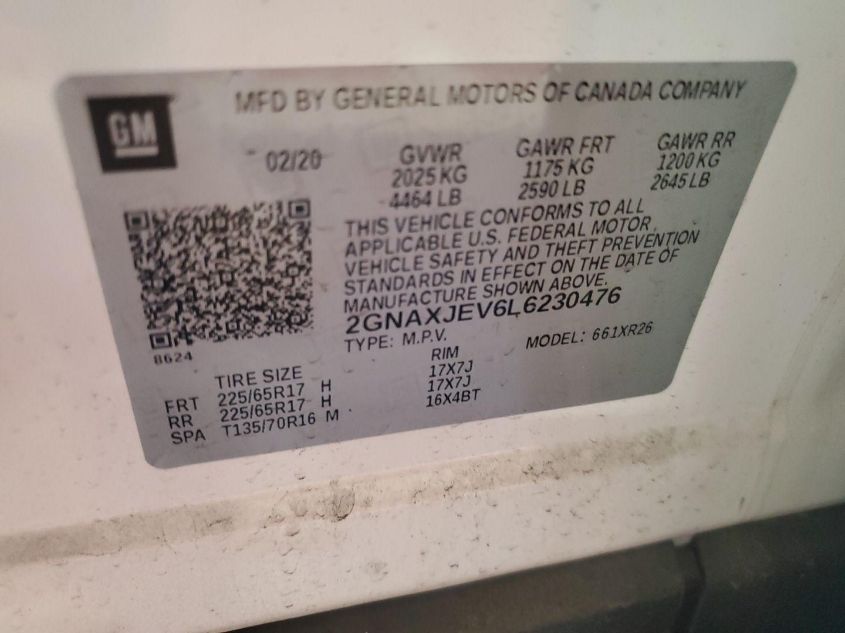 GM
MFD BY GENERAL MOTORS OF CANADA COMPANY
02/20 GVWR GAWR FRT GAWR RR
2025 KG 1175 KG 1200 KG
4464 LB 2590 LB 2645 LB
THIS VEHICLE CONFORMS TO ALL
APPLICABLE U.S. FEDERAL MOTOR
VEHICLE SAFETY AND THEFT PREVENTION
STANDARDS IN EFFECT ON THE DATE OF
MANUFACTURE SHOWN ABOVE.
2GNAXJEV6L6230476
8624
TYPE: M.P.V. MODEL: 661XR26
TIRE SIZE RIM
FRT 225/65R17 H 17X7J
RR 225/65R17 H 17X7J
SPA T135/70R16 M 16X4BT